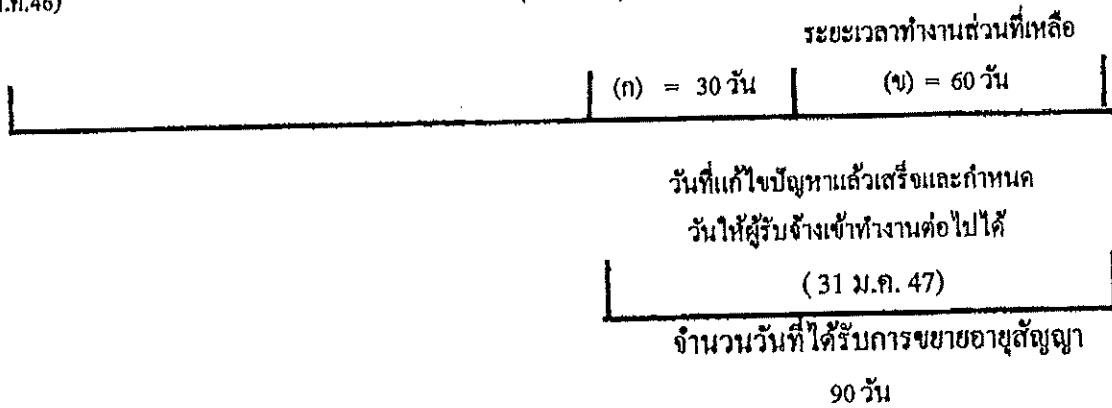 ระยะเวลาทำงานส่วนที่เหลือ
(ก) = 30 วัน (ข) = 60 วัน
วันที่แก้ไขปัญหาแล้วเสร็จและกำหนด
วันให้ผู้รับจ้างเข้าทำงานต่อไปได้
( 31 ม.ค. 47)
จำนวนวันที่ได้รับการขยายอายุสัญญา
90 วัน